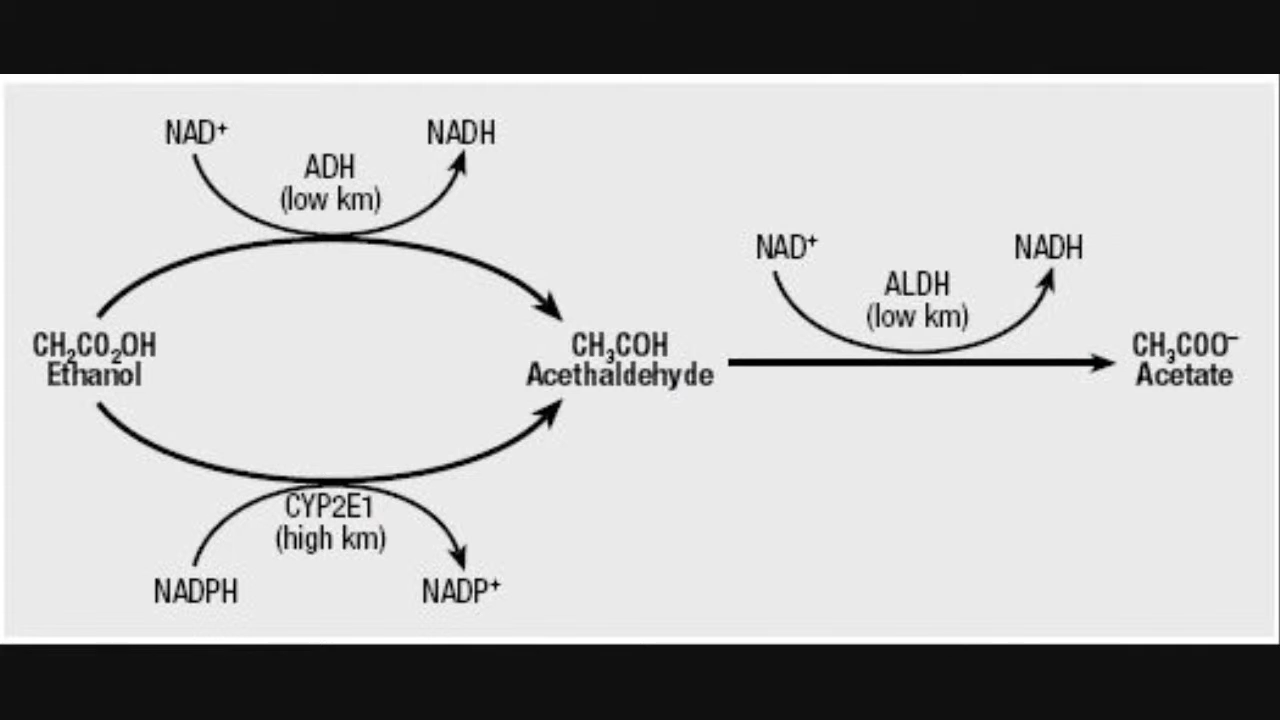 NAD⁺
NADH
ADH
(low km)
NAD⁺
NADH
ALDH
(low km)
CH₂CO₂OH
Ethanol
CH₃COH
Acethaldehyde
CH₃COO⁻
Acetate
CYP2E1
(high km)
NADPH
NADP⁺